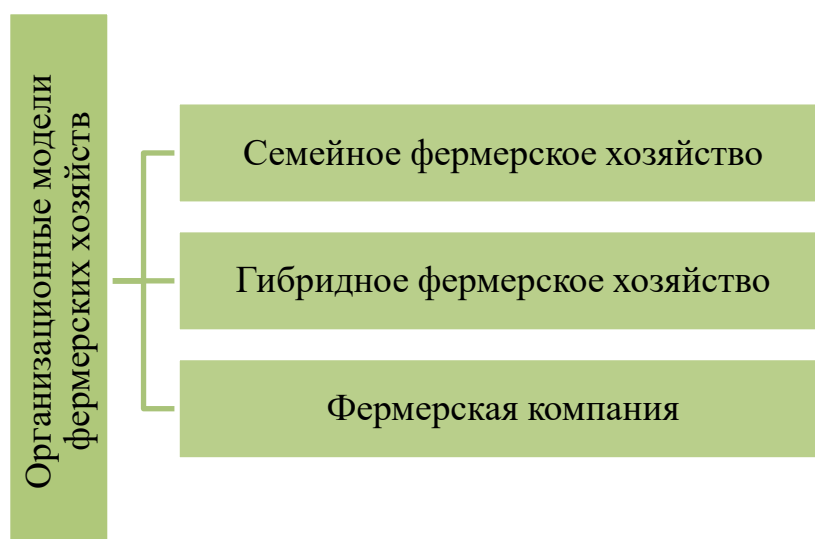 Организационные модели
фермерских хозяйств
Семейное фермерское хозяйство
Гибридное фермерское хозяйство
Фермерская компания